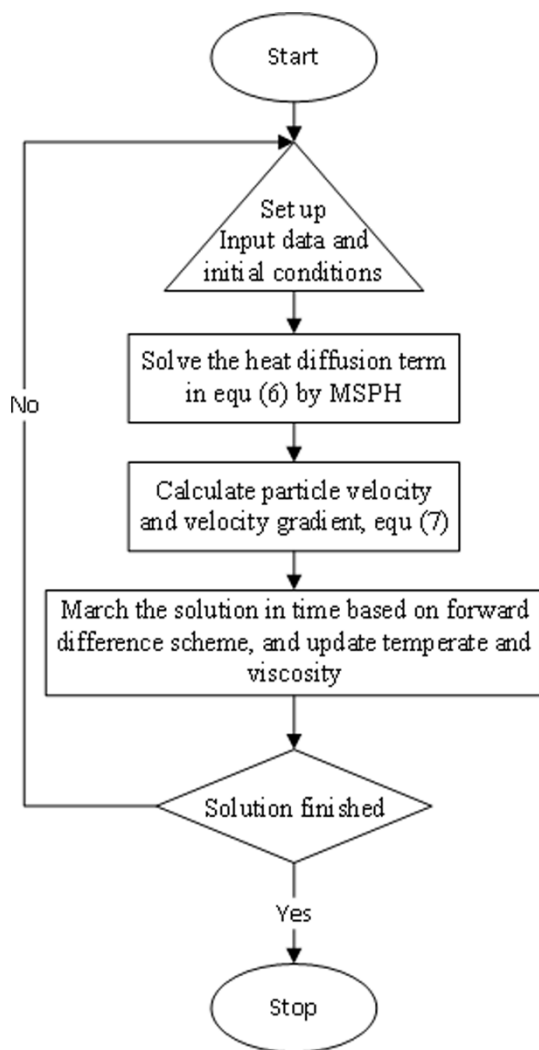 Start
Set up
Input data and
initial conditions
Solve the heat diffusion term
in equ (6) by MSPH
No
Calculate particle velocity
and velocity gradient, equ (7)
March the solution in time based on forward
difference scheme, and update temperate and
viscosity
Solution finished
Yes
Stop